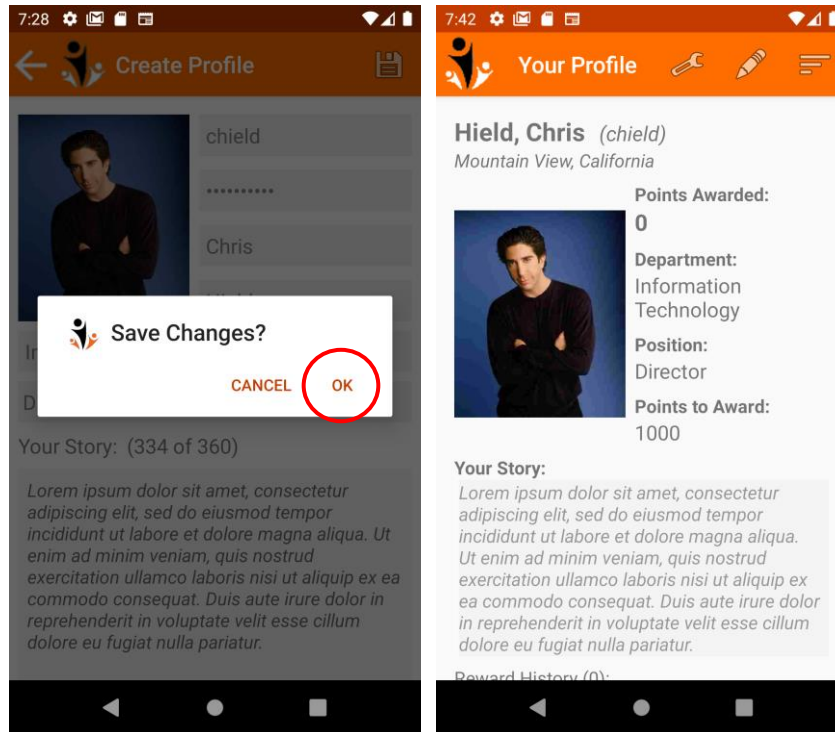 7:28
Create Profile
chield
••••••••••
Chris
Save Changes?
CANCEL OK
D
Your Story: (334 of 360)
Lorem ipsum dolor sit amet, consectetur
adipiscing elit, sed do eiusmod tempor
incididunt ut labore et dolore magna aliqua. Ut
enim ad minim veniam, quis nostrud
exercitation ullamco laboris nisi ut aliquip ex ea
commodo consequat. Duis aute irure dolor in
reprehenderit in voluptate velit esse cillum
dolore eu fugiat nulla pariatur.
7:42
Your Profile
Hield, Chris (chield)
Mountain View, California
Points Awarded:
0
Department:
Information
Technology
Position:
Director
Points to Award:
1000
Your Story:
Lorem ipsum dolor sit amet, consectetur
adipiscing elit, sed do eiusmod tempor
incididunt ut labore et dolore magna aliqua.
Ut enim ad minim veniam, quis nostrud
exercitation ullamco laboris nisi ut aliquip ex
ea commodo consequat. Duis aute irure dolor
in reprehenderit in voluptate velit esse cillum
dolore eu fugiat nulla pariatur.
Reward History (0):